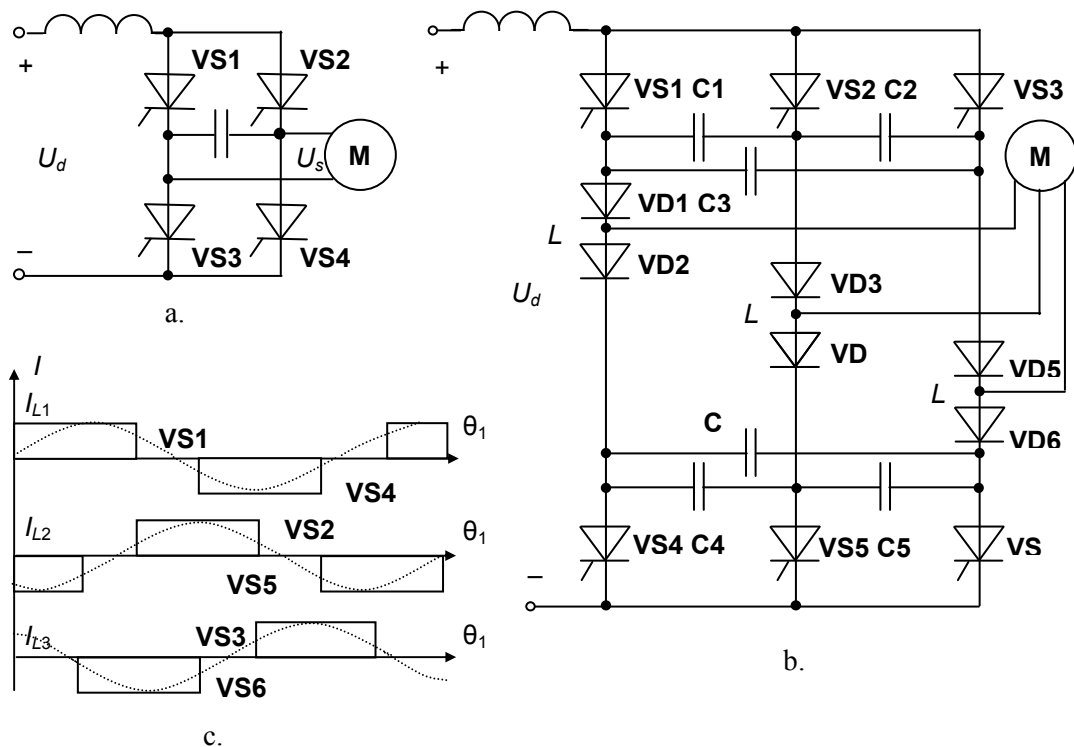 VS1 VS2
+
U_d U_s M
VS3 VS4
–
a.
+
VS1 C1 VS2 C2 VS3
M
VD1 C3
L
VD2
U_d
VD3
L
VD
VD5
L
VD6
C
VS4 C4 VS5 C5 VS
–
b.
I
I_L1 θ₁
VS1
VS4
I_L2 VS2 θ₁
VS5
I_L3 VS3 θ₁
VS6
c.